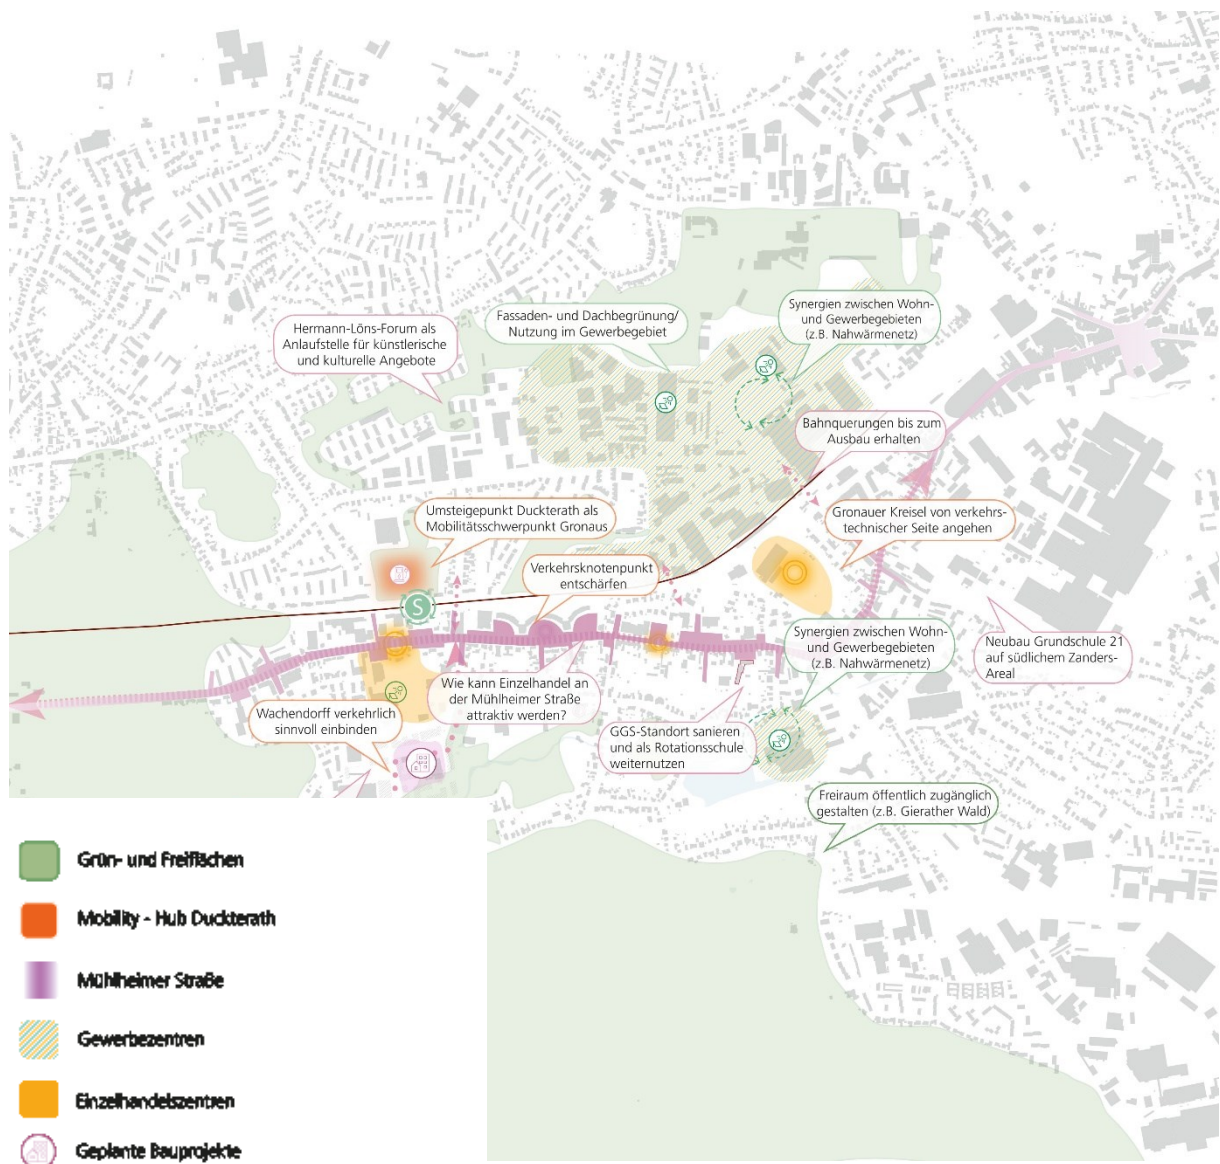 Hermann-Löns-Forum als
Anlaufstelle für künstlerische
und kulturelle Angebote
Fassaden- und Dachbegrünung/
Nutzung im Gewerbegebiet
Synergien zwischen Wohn-
und Gewerbegebieten
(z.B. Nahwärmenetz)
Bahnquerungen bis zum
Ausbau erhalten
Umsteigepunkt Duckterath als
Mobilitätsschwerpunkt Gronaus
Gronauer Kreisel von verkehrs-
technischer Seite angehen
Verkehrsknotenpunkt
entschärfen
S
Synergien zwischen Wohn-
und Gewerbegebieten
(z.B. Nahwärmenetz)
Neubau Grundschule 21
auf südlichem Zanders-
Areal
Wie kann Einzelhandel an
der Mühlheimer Straße
attraktiv werden?
Wachendorff verkehrlich
sinnvoll einbinden
GGS-Standort sanieren
und als Rotationsschule
weiternutzen
Freiraum öffentlich zugänglich
gestalten (z.B. Gierather Wald)
Grün- und Freiflächen
Mobility - Hub Duckterath
Mühlheimer Straße
Gewerbezentren
Einzelhandelszentren
Geplante Bauprojekte